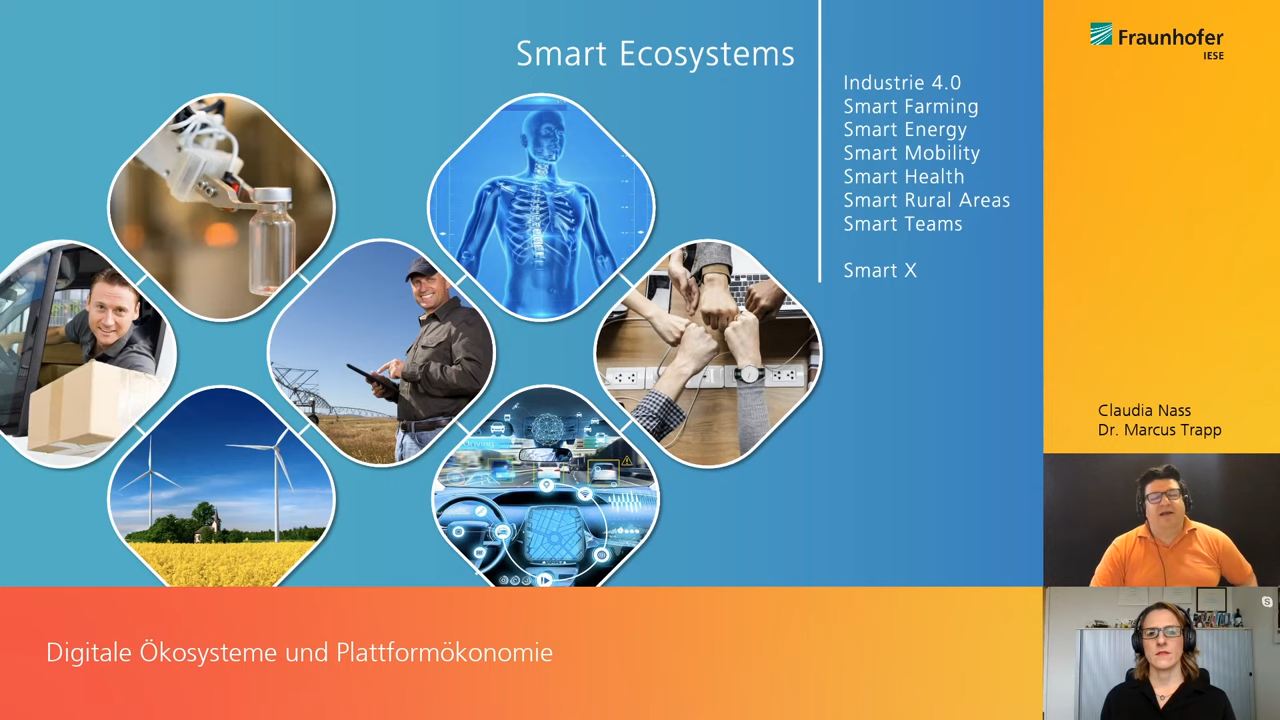 Smart Ecosystems
Industrie 4.0
Smart Farming
Smart Energy
Smart Mobility
Smart Health
Smart Rural Areas
Smart Teams
Smart X
Fraunhofer
IESE
Claudia Nass
Dr. Marcus Trapp
Digitale Ökosysteme und Plattformökonomie